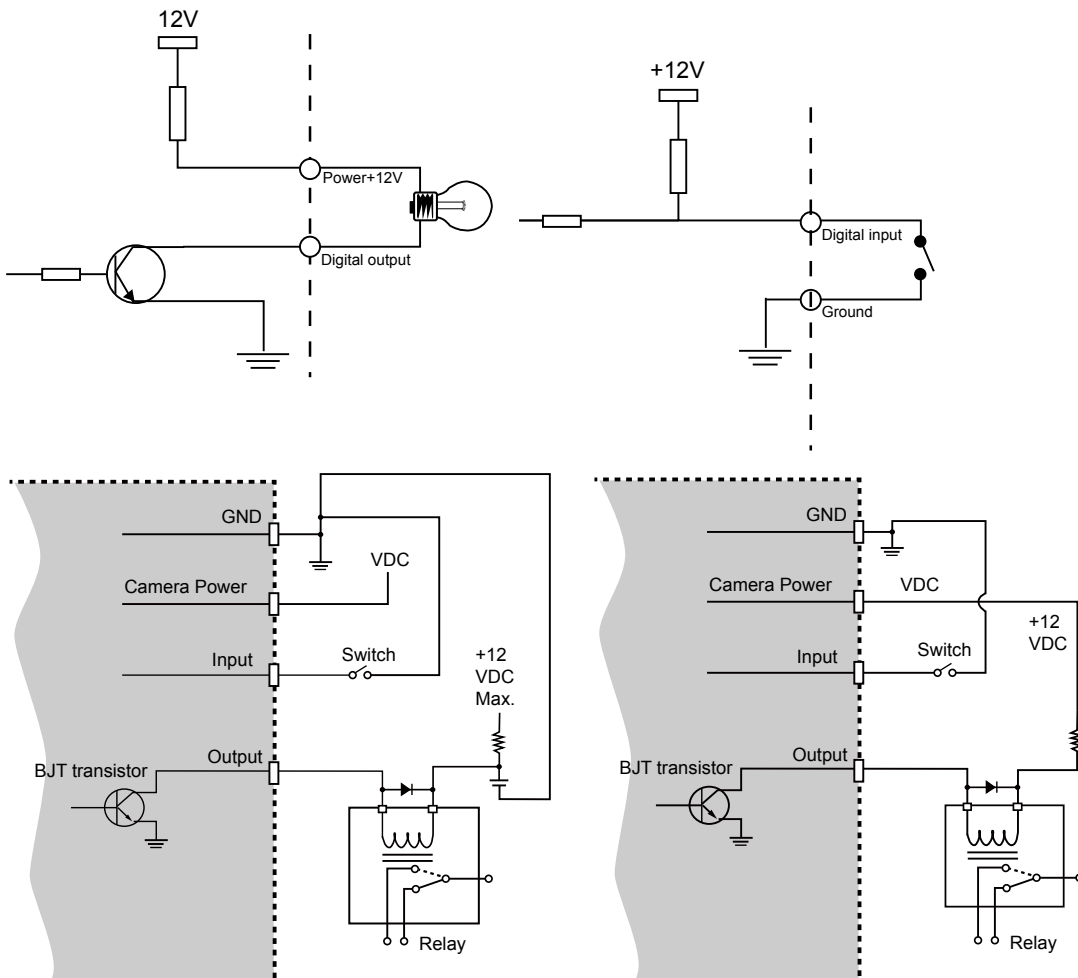 12V
Power+12V
Digital output
+12V
Digital input
Ground
GND
VDC
Camera Power
Input
Switch
+12
VDC
Max.
Output
BJT transistor
Relay
GND
Camera Power
VDC
+12
VDC
Input
Switch
Output
BJT transistor
Relay